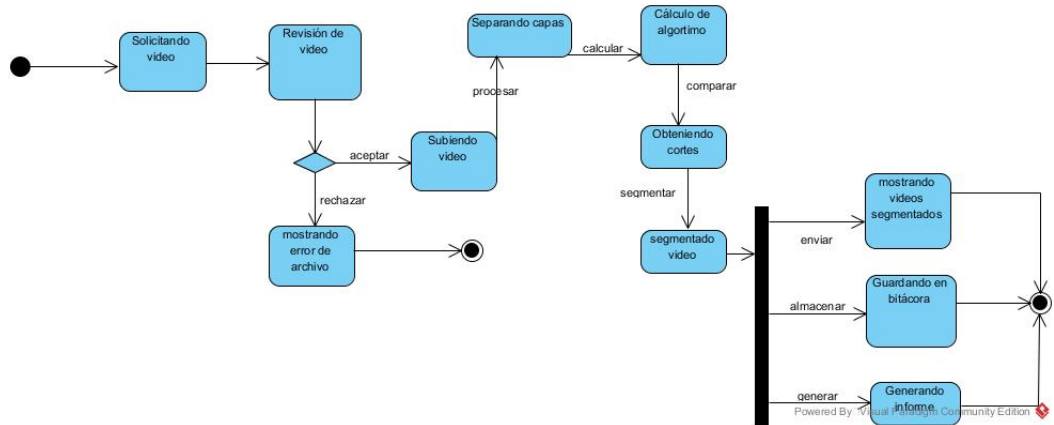 Solicitando
video
Revisión de
video
aceptar
rechazar
mostrando
error de
archivo
Subiendo
video
procesar
Separando capas
calcular
Cálculo de
algortimo
comparar
Obteniendo
cortes
segmentar
segmentado
video
enviar
mostrando
videos
segmentados
almacenar
Guardando en
bitácora
generar
Generando
informe
Powered By Visual Paradigm Community Edition